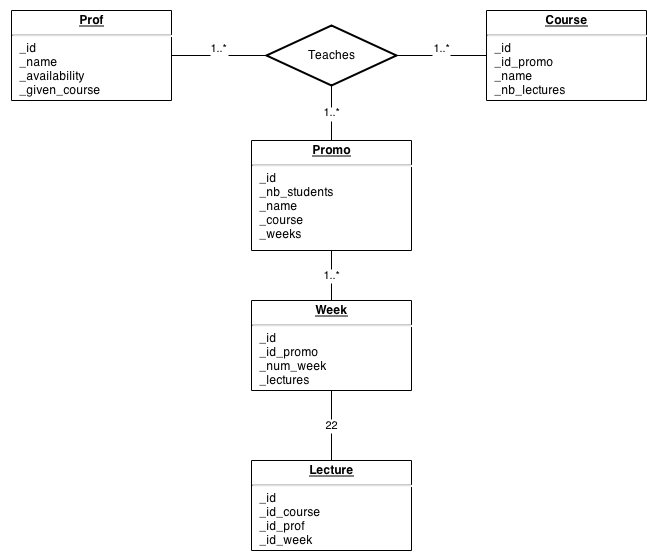 Prof
_id
_name
_availability
_given_course
1..*
Teaches
1..*
Course
_id
_id_promo
_name
_nb_lectures
1..*
Promo
_id
_nb_students
_name
_course
_weeks
1..*
Week
_id
_id_promo
_num_week
_lectures
22
Lecture
_id
_id_course
_id_prof
_id_week